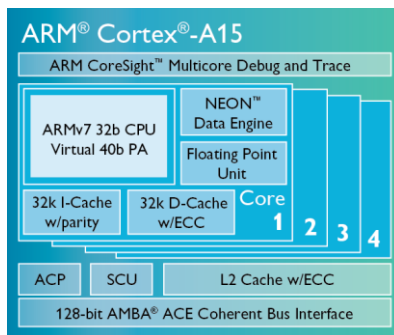 ARM® Cortex®-A15
ARM CoreSight™ Multicore Debug and Trace
ARMv7 32b CPU
Virtual 40b PA
NEON™
Data Engine
Floating Point
Unit
32k I-Cache
w/parity
32k D-Cache
w/ECC
Core
1
2
3
4
ACP
SCU
L2 Cache w/ECC
128-bit AMBA® ACE Coherent Bus Interface